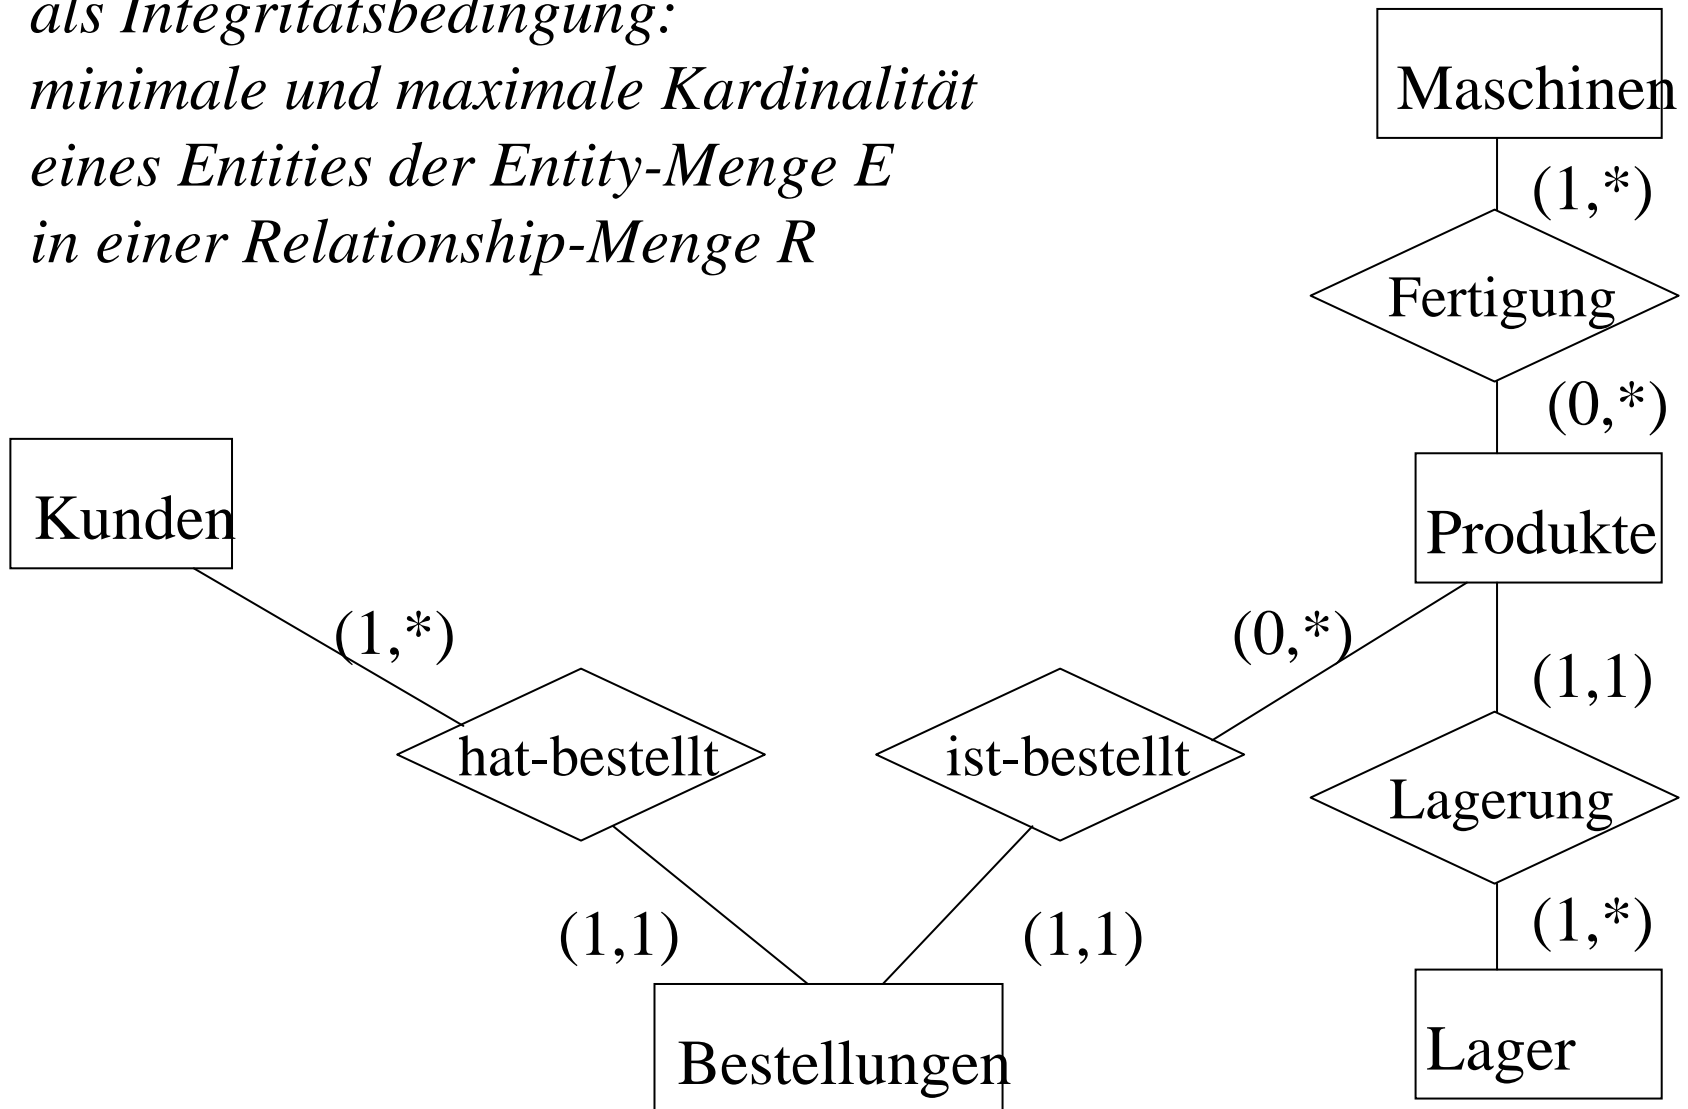 als Integritätsbedingung:
minimale und maximale Kardinalität
eines Entities der Entity-Menge E
in einer Relationship-Menge R
Maschinen
(1,*)
Fertigung
(0,*)
Kunden
Produkte
(1,*)
(0,*)
(1,1)
hat-bestellt
ist-bestellt
Lagerung
(1,1)
(1,1)
(1,*)
Bestellungen
Lager